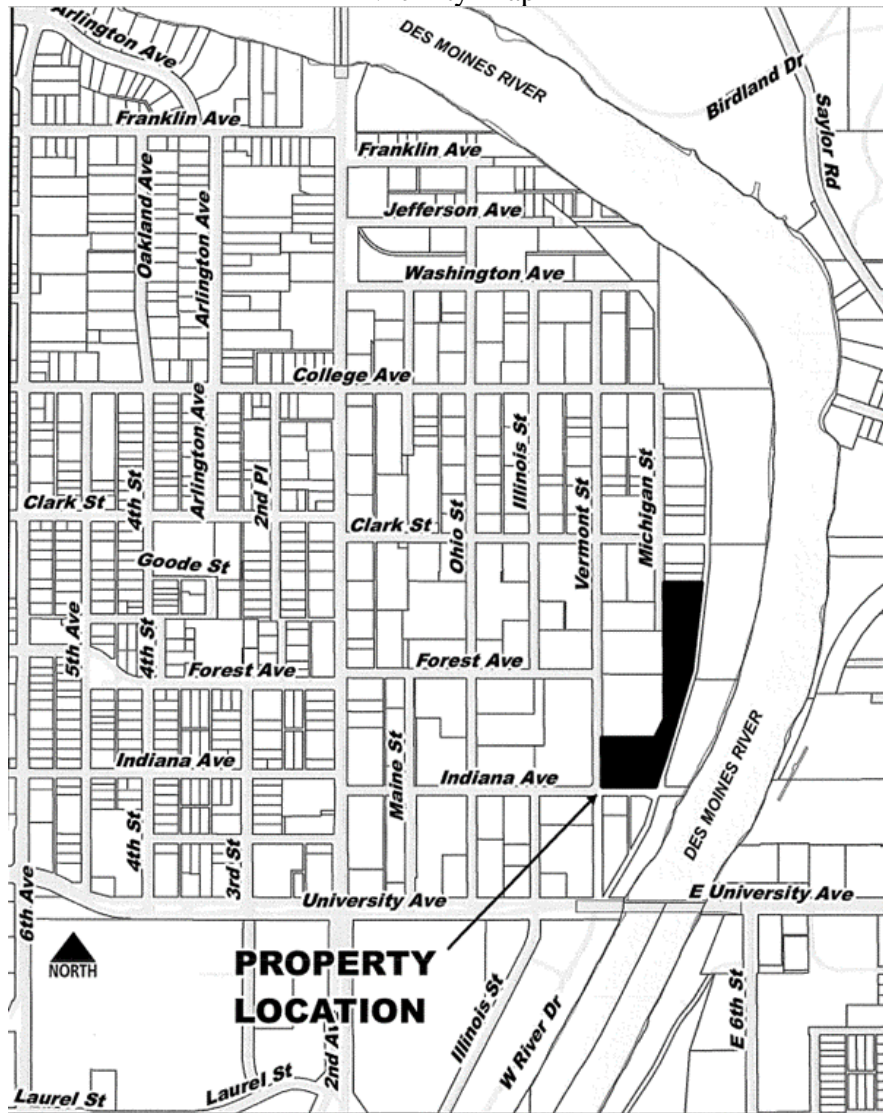 Arlington Ave
DES MOINES RIVER
Birdland Dr
Saylor Rd
Franklin Ave
Franklin Ave
Oakland Ave
Arlington Ave
Jefferson Ave
Washington Ave
College Ave
Arlington Ave
4th St
2nd Pl
Illinois St
Clark St
Clark St
Ohio St
Vermont St
Michigan St
Goode St
5th Ave
4th St
Forest Ave
Forest Ave
Indiana Ave
Maine St
Indiana Ave
DES MOINES RIVER
4th St
3rd St
6th Ave
University Ave
E University Ave
NORTH
PROPERTY
LOCATION
Illinois St
W River Dr
E 6th St
2nd Av
Laurel St
Laurel St